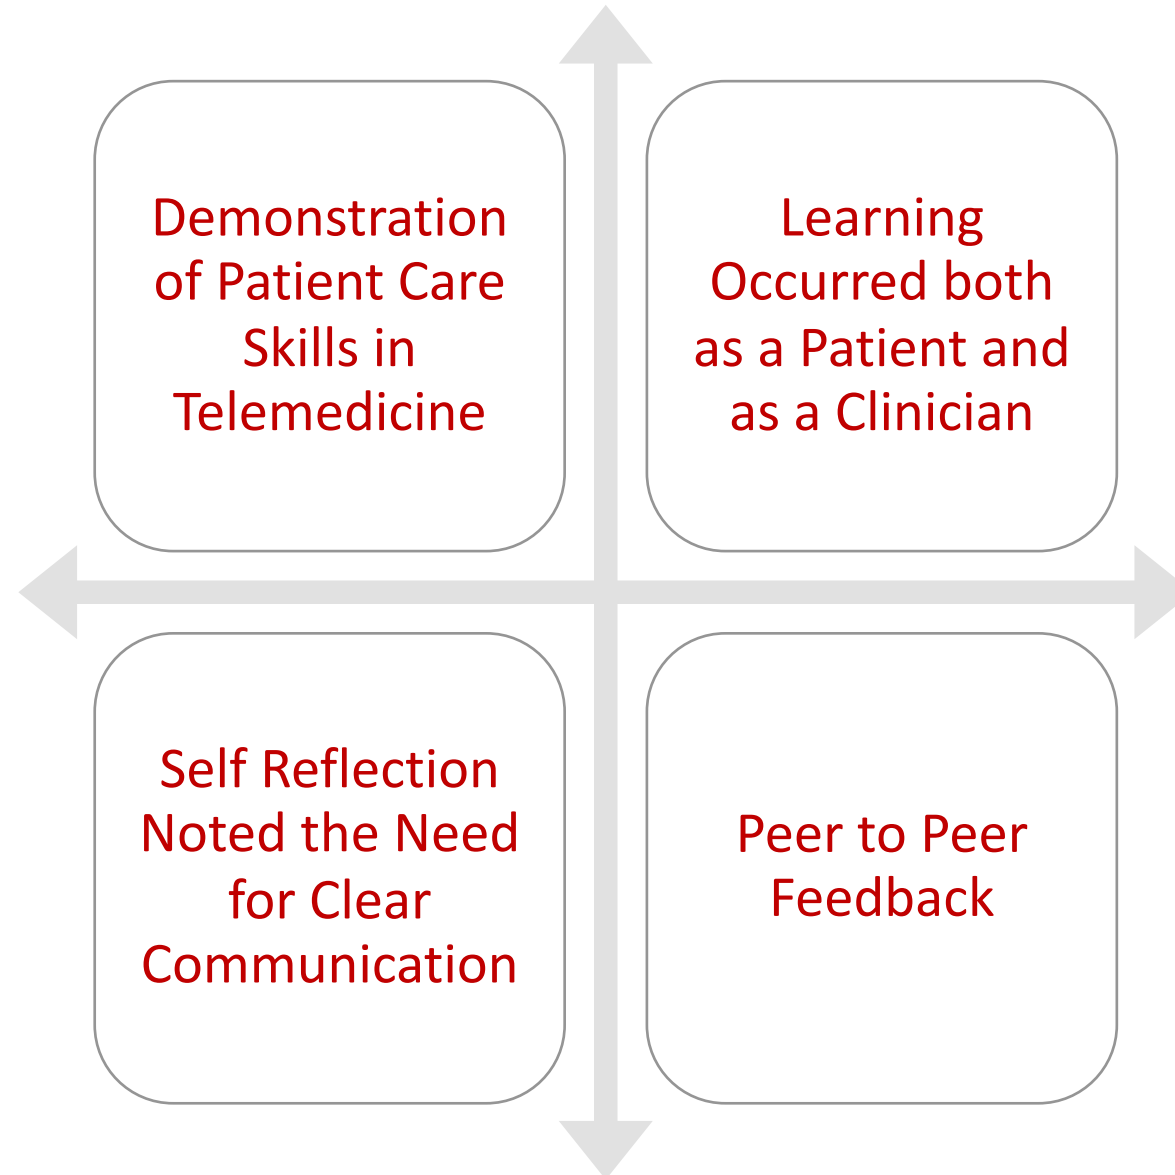 Demonstration
of Patient Care
Skills in
Telemedicine
Learning
Occurred both
as a Patient and
as a Clinician
Self Reflection
Noted the Need
for Clear
Communication
Peer to Peer
Feedback